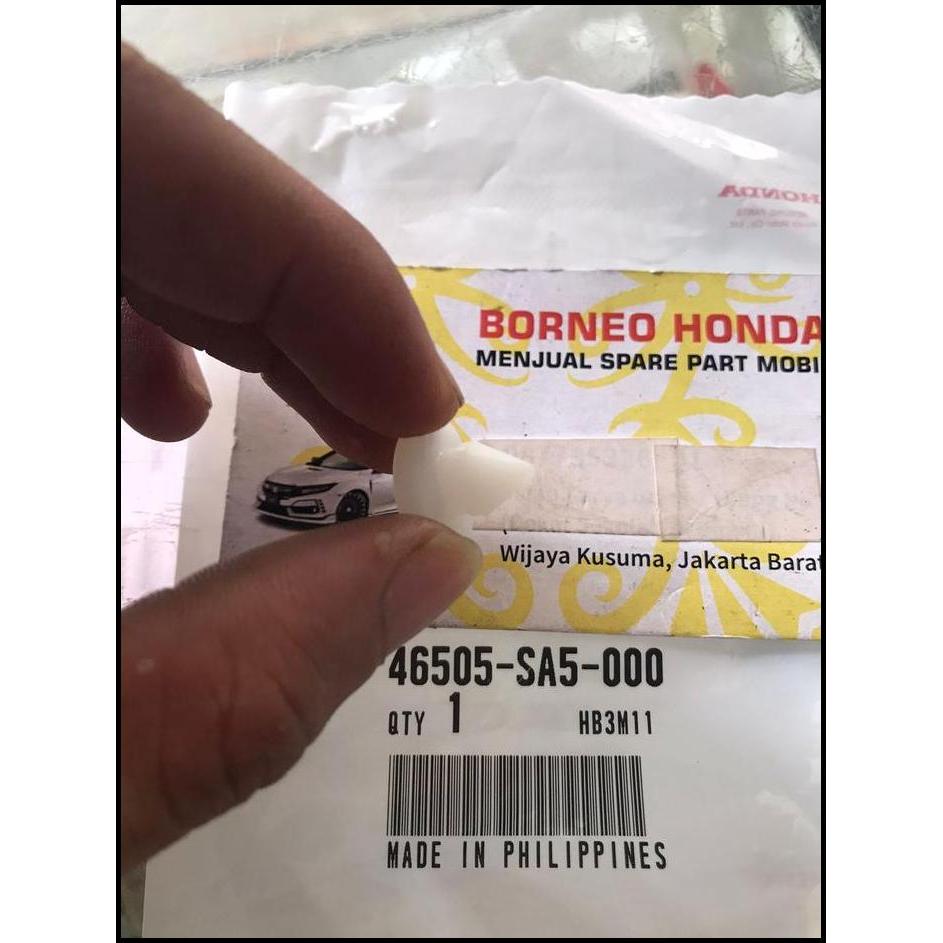 HONDA
BORNEO HONDA
MENJUAL SPARE PART MOBI
Wijaya Kusuma, Jakarta Barat
46505-SA5-000
QTY 1 HB3M11
MADE IN PHILIPPINES